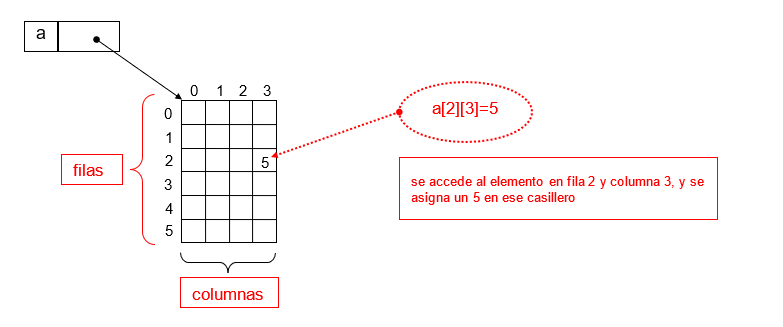 a
0 1 2 3
0
1
2
3
4
5
5
filas
columnas
a[2][3]=5
se accede al elemento en fila 2 y columna 3, y se
asigna un 5 en ese casillero